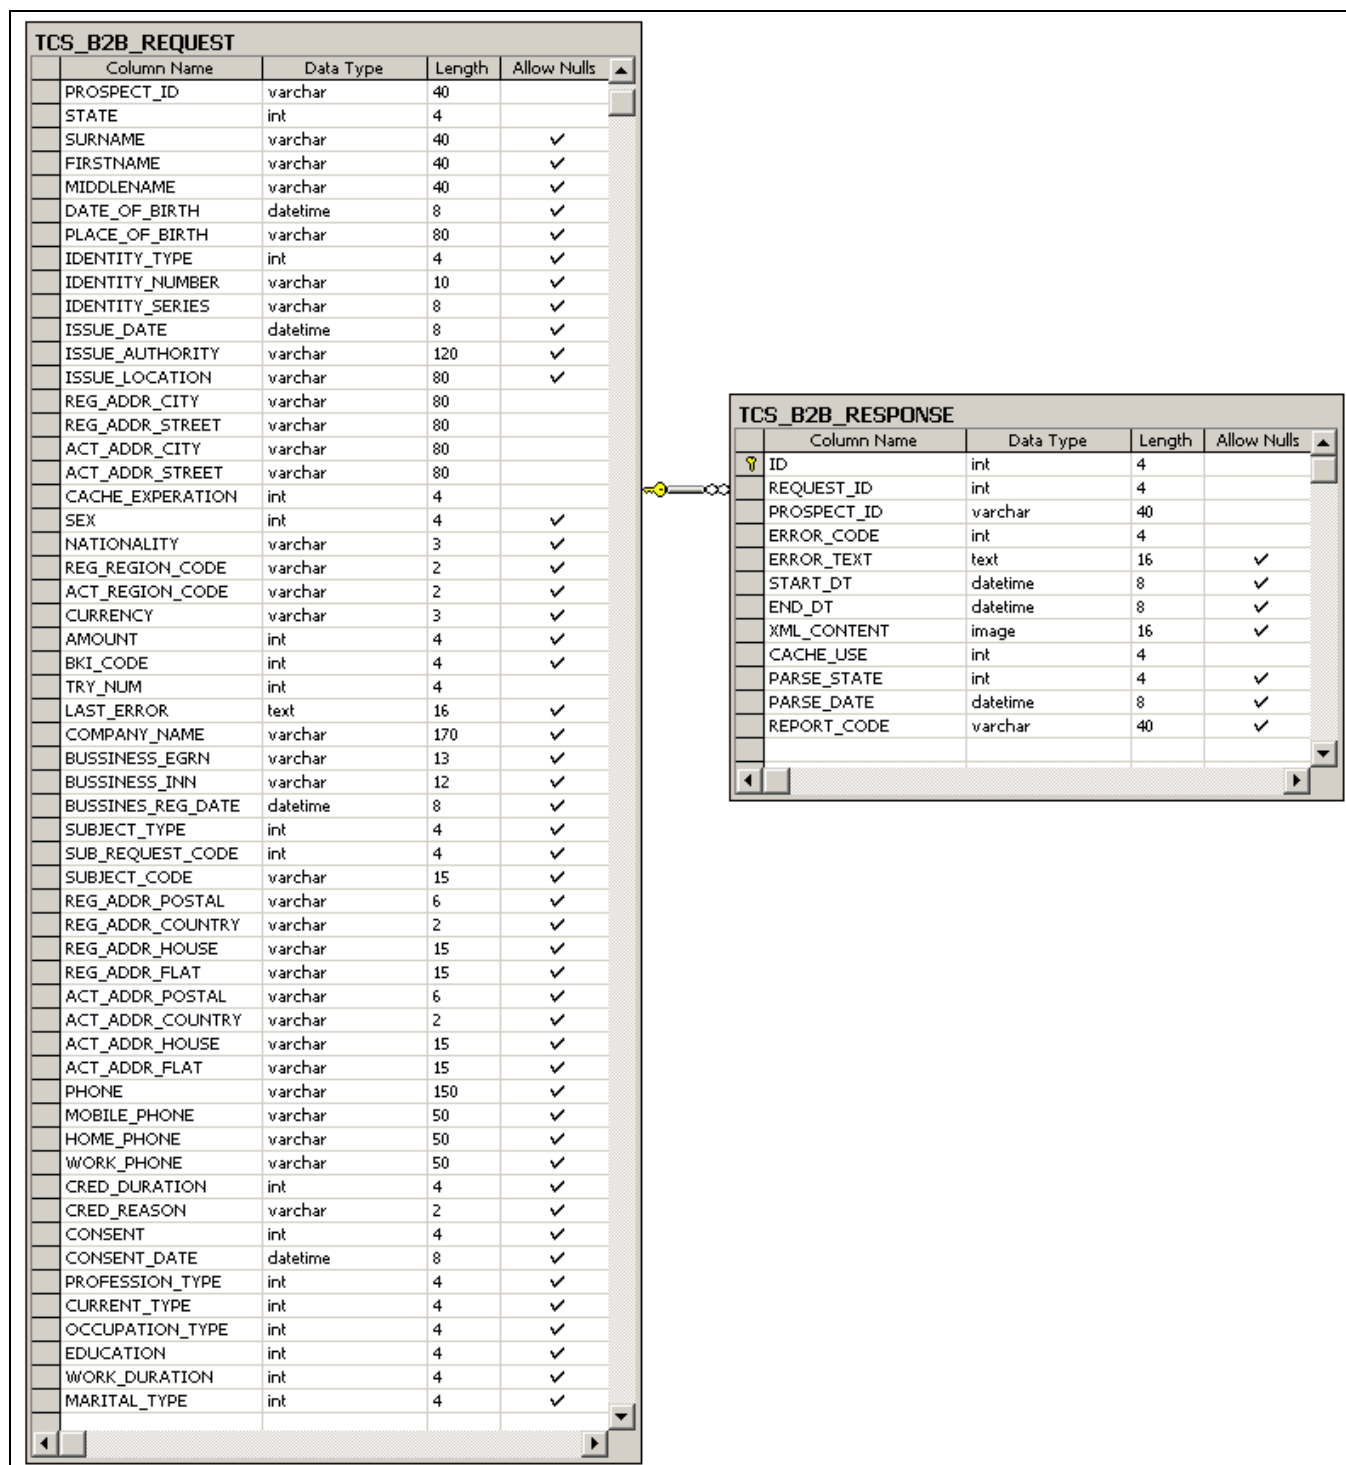 TCS_B2B_REQUEST
Column Name Data Type Length Allow Nulls
PROSPECT_ID varchar 40
STATE int 4
SURNAME varchar 40
FIRSTNAME varchar 40
MIDDLENAME varchar 40
DATE_OF_BIRTH datetime 8
PLACE_OF_BIRTH varchar 80
IDENTITY_TYPE int 4
IDENTITY_NUMBER varchar 10
IDENTITY_SERIES varchar 8
ISSUE_DATE datetime 8
ISSUE_AUTHORITY varchar 120
ISSUE_LOCATION varchar 80
REG_ADDR_CITY varchar 80
REG_ADDR_STREET varchar 80
ACT_ADDR_CITY varchar 80
ACT_ADDR_STREET varchar 80
CACHE_EXPERATION int 4
SEX int 4
NATIONALITY varchar 3
REG_REGION_CODE varchar 2
ACT_REGION_CODE varchar 2
CURRENCY varchar 3
AMOUNT int 4
BKI_CODE int 4
TRY_NUM int 4
LAST_ERROR text 16
COMPANY_NAME varchar 170
BUSSINESS_EGRN varchar 13
BUSSINESS_INN varchar 12
BUSSINES_REG_DATE datetime 8
SUBJECT_TYPE int 4
SUB_REQUEST_CODE int 4
SUBJECT_CODE varchar 15
REG_ADDR_POSTAL varchar 6
REG_ADDR_COUNTRY varchar 2
REG_ADDR_HOUSE varchar 15
REG_ADDR_FLAT varchar 15
ACT_ADDR_POSTAL varchar 6
ACT_ADDR_COUNTRY varchar 2
ACT_ADDR_HOUSE varchar 15
ACT_ADDR_FLAT varchar 15
PHONE varchar 150
MOBILE_PHONE varchar 50
HOME_PHONE varchar 50
WORK_PHONE varchar 50
CRED_DURATION int 4
CRED_REASON varchar 2
CONSENT int 4
CONSENT_DATE datetime 8
PROFESSION_TYPE int 4
CURRENT_TYPE int 4
OCCUPATION_TYPE int 4
EDUCATION int 4
WORK_DURATION int 4
MARITAL_TYPE int 4
TCS_B2B_RESPONSE
Column Name Data Type Length Allow Nulls
ID int 4
REQUEST_ID int 4
PROSPECT_ID varchar 40
ERROR_CODE int 4
ERROR_TEXT text 16
START_DT datetime 8
END_DT datetime 8
XML_CONTENT image 16
CACHE_USE int 4
PARSE_STATE int 4
PARSE_DATE datetime 8
REPORT_CODE varchar 40